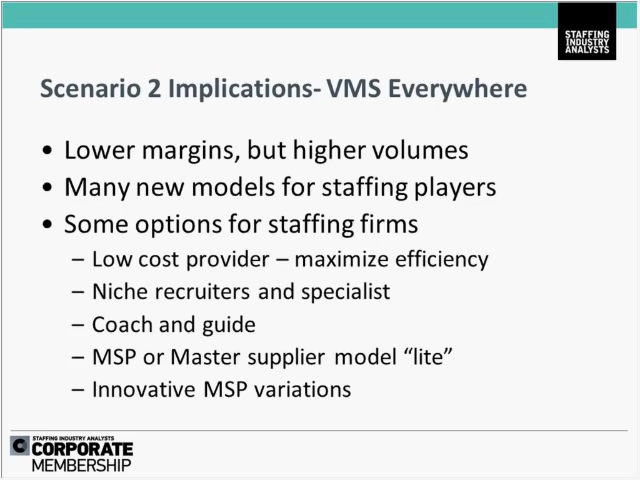 STAFFING
INDUSTRY
ANALYSTS
Scenario 2 Implications- VMS Everywhere
• Lower margins, but higher volumes
• Many new models for staffing players
• Some options for staffing firms
– Low cost provider – maximize efficiency
– Niche recruiters and specialist
– Coach and guide
– MSP or Master supplier model “lite”
– Innovative MSP variations
STAFFING INDUSTRY ANALYSTS
C CORPORATE
MEMBERSHIP